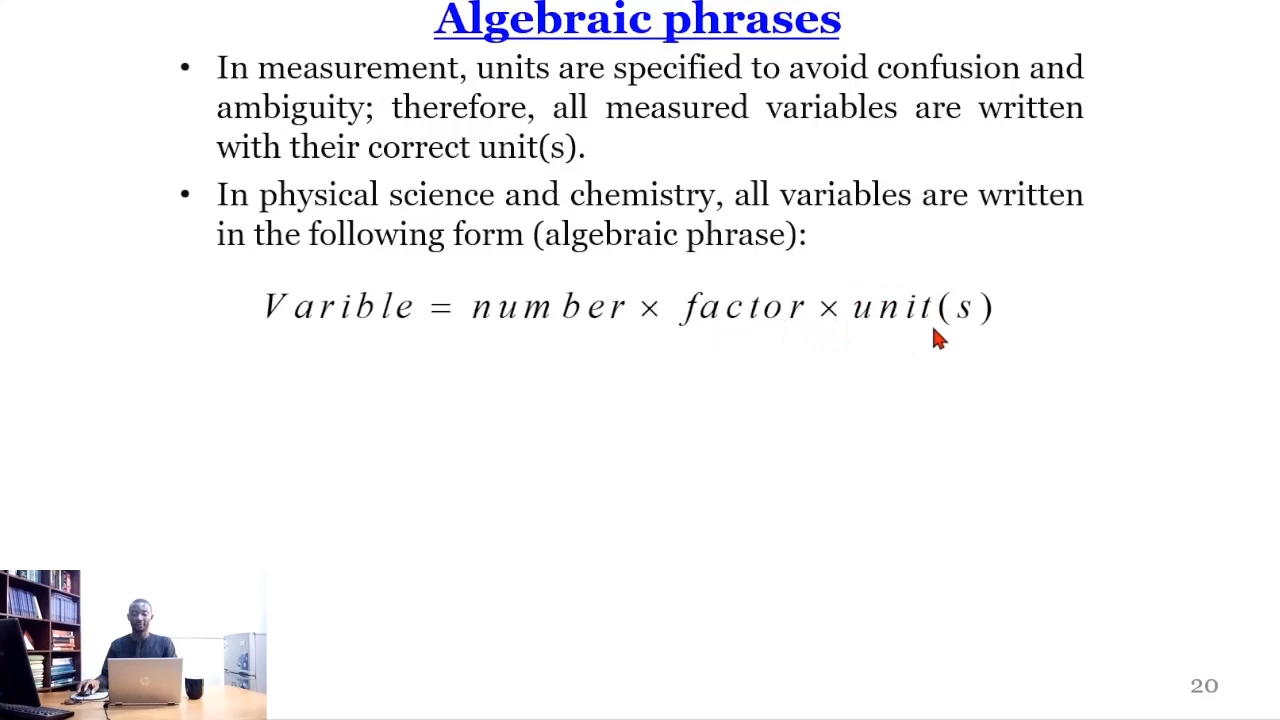 Algebraic phrases
• In measurement, units are specified to avoid confusion and
ambiguity; therefore, all measured variables are written
with their correct unit(s).
• In physical science and chemistry, all variables are written
in the following form (algebraic phrase):
Varible = number × factor × unit(s)
20